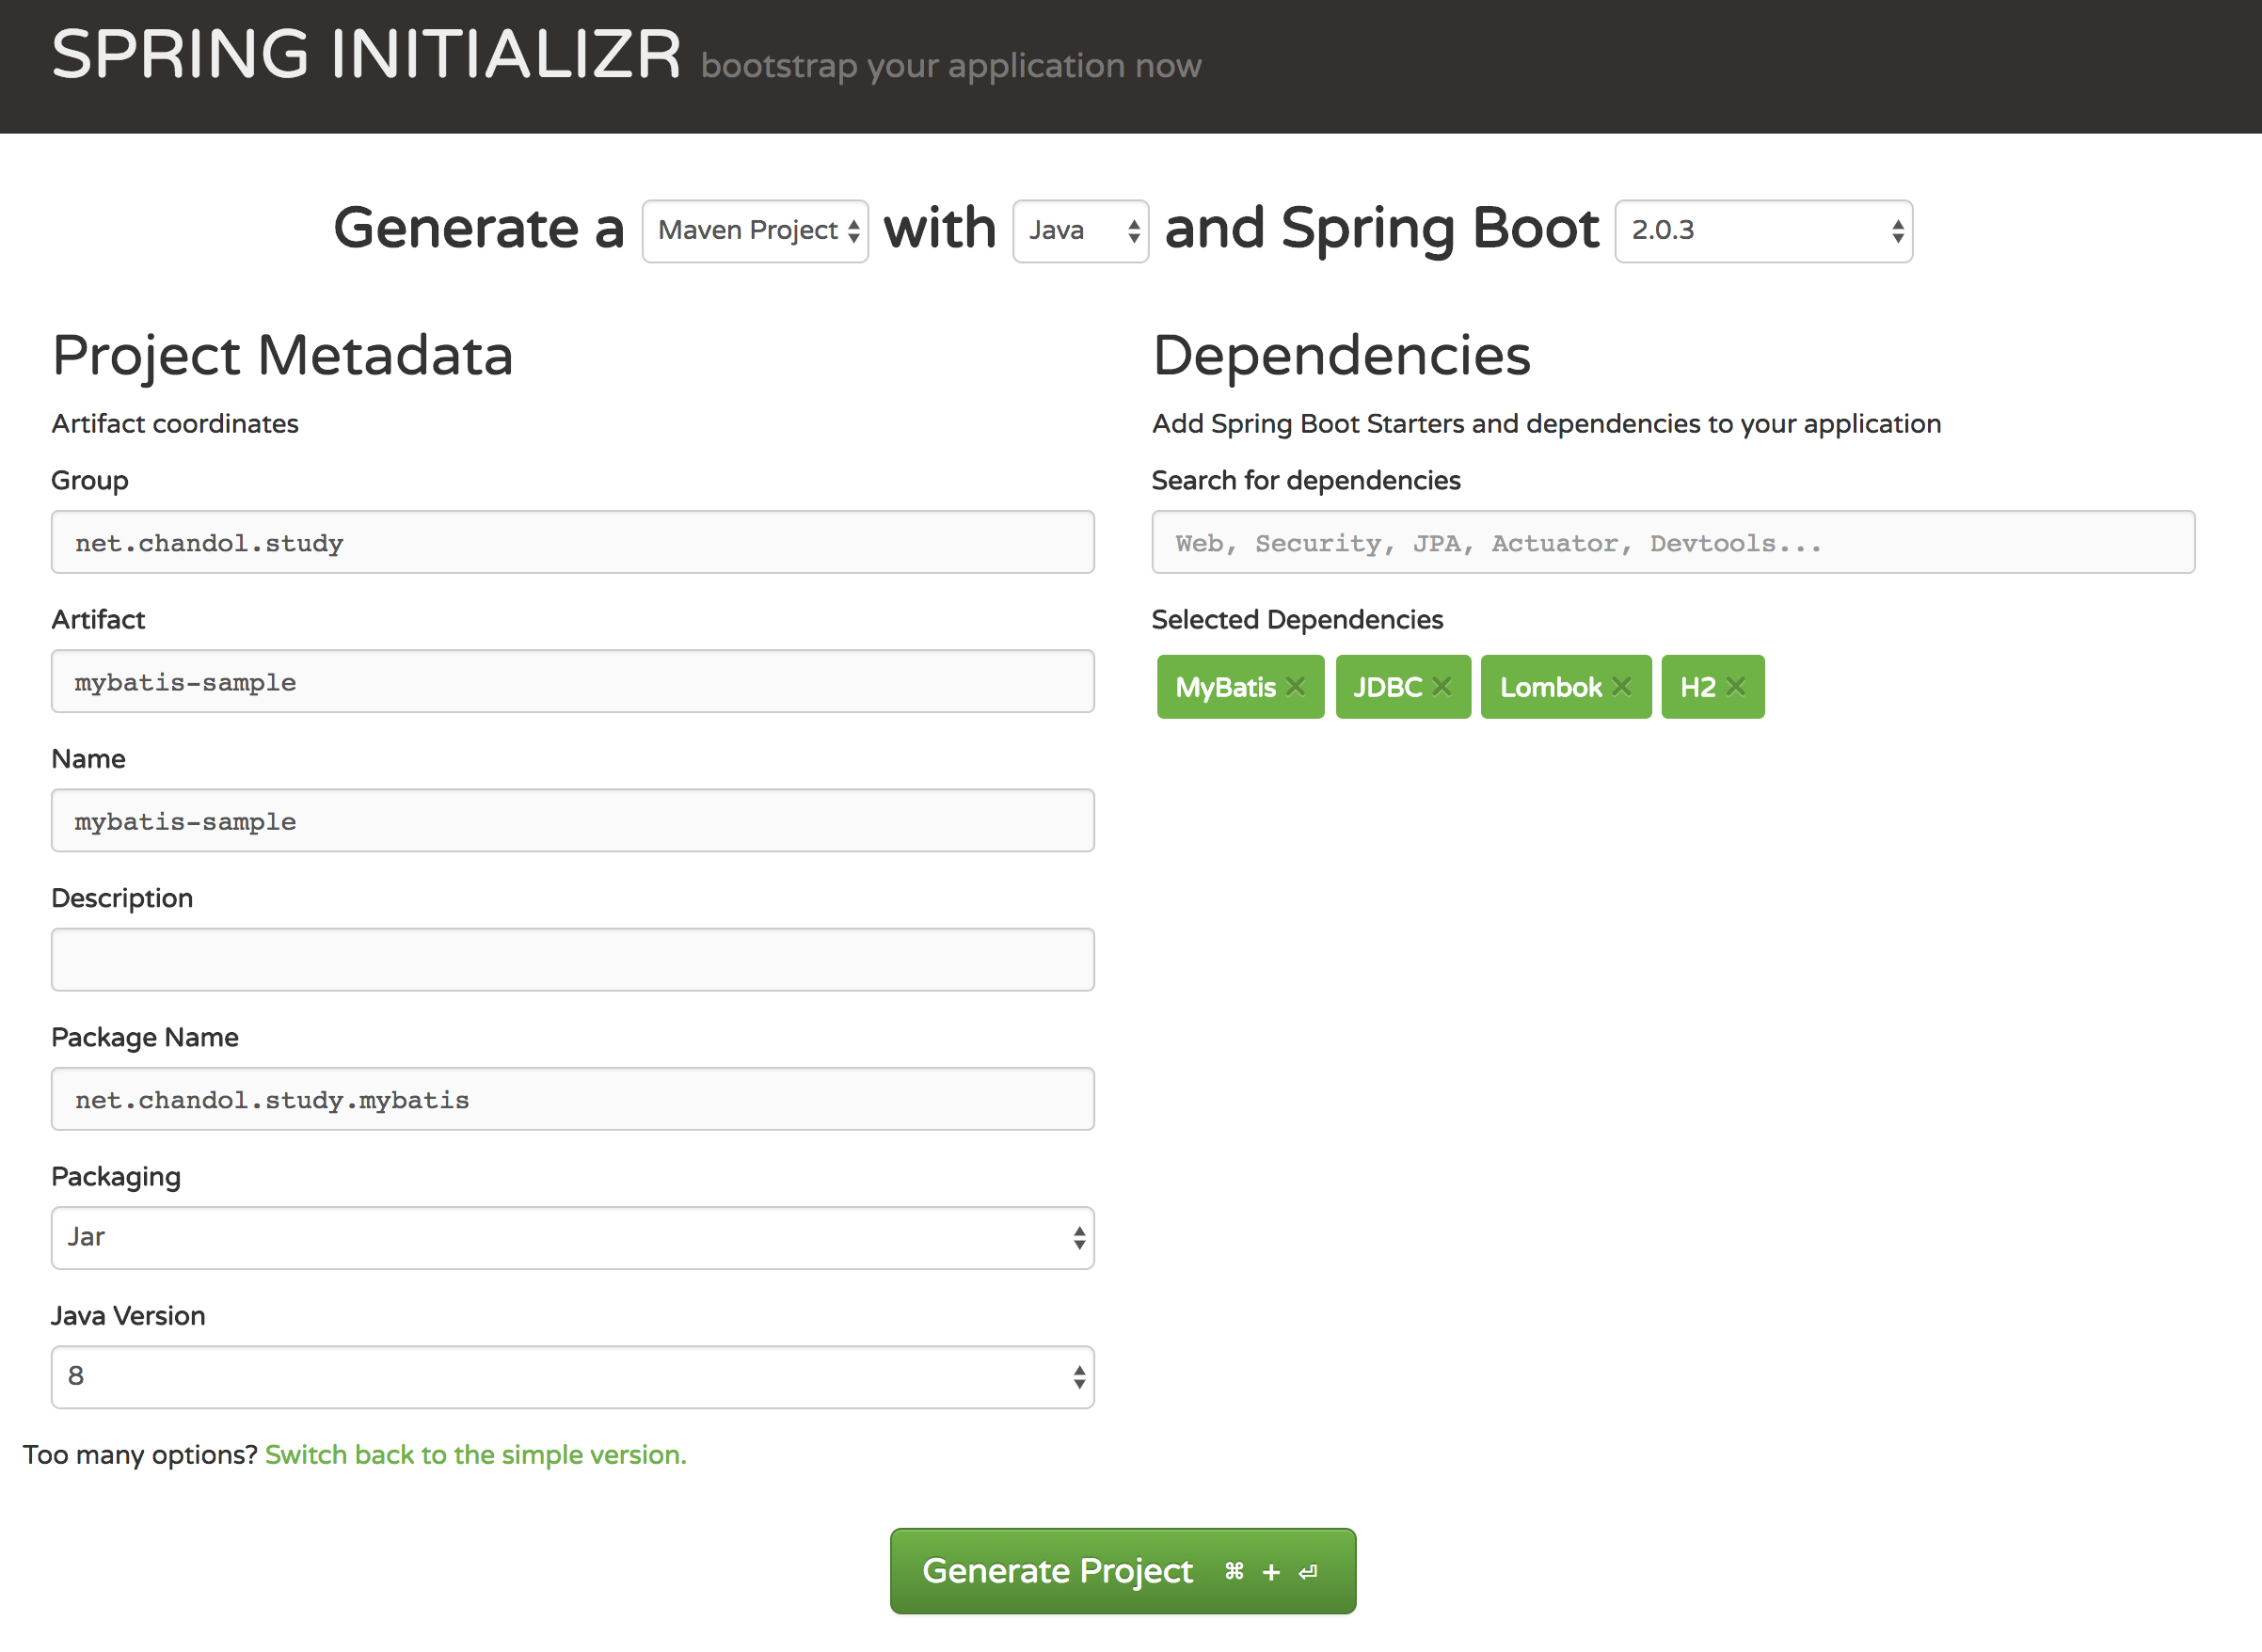 SPRING INITIALIZR bootstrap your application now
Generate a Maven Project with Java and Spring Boot 2.0.3
Project Metadata
Artifact coordinates
Group
net.chandol.study
Artifact
mybatis-sample
Name
mybatis-sample
Description
Package Name
net.chandol.study.mybatis
Packaging
Jar
Java Version
8
Too many options? Switch back to the simple version.
Dependencies
Add Spring Boot Starters and dependencies to your application
Search for dependencies
Web, Security, JPA, Actuator, Devtools...
Selected Dependencies
MyBatis × JDBC × Lombok × H2 ×
Generate Project ⌘ + ⏎